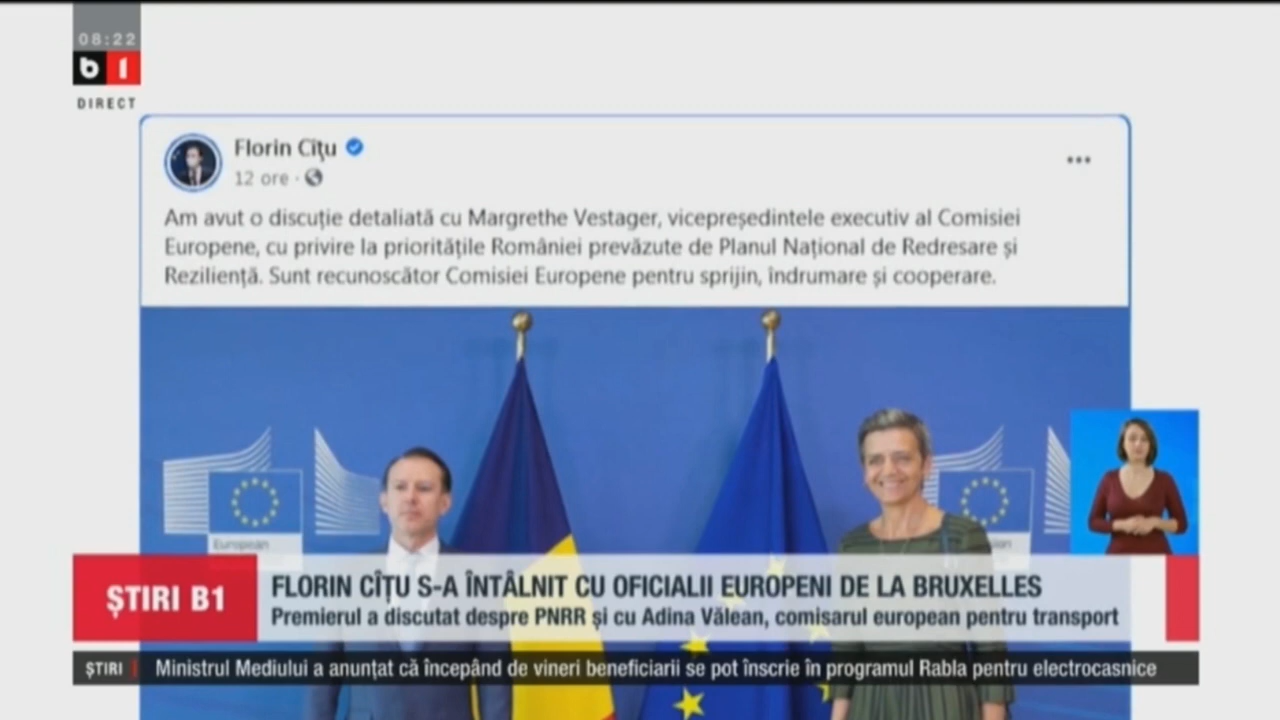 08:22
b1
DIRECT
Florin Cîțu
12 ore ·
Am avut o discuție detaliată cu Margrethe Vestager, vicepreședintele executiv al Comisiei
Europene, cu privire la prioritățile României prevăzute de Planul Național de Redresare și
Reziliență. Sunt recunoscător Comisiei Europene pentru sprijin, îndrumare și cooperare.
European
ȘTIRI B1
FLORIN CÎȚU S-A ÎNTÂLNIT CU OFICIALII EUROPENI DE LA BRUXELLES
Premierul a discutat despre PNRR și cu Adina Vălean, comisarul european pentru transport
ȘTIRI
Ministrul Mediului a anunțat că începând de vineri beneficiarii se pot înscrie în programul Rabla pentru electrocasnice